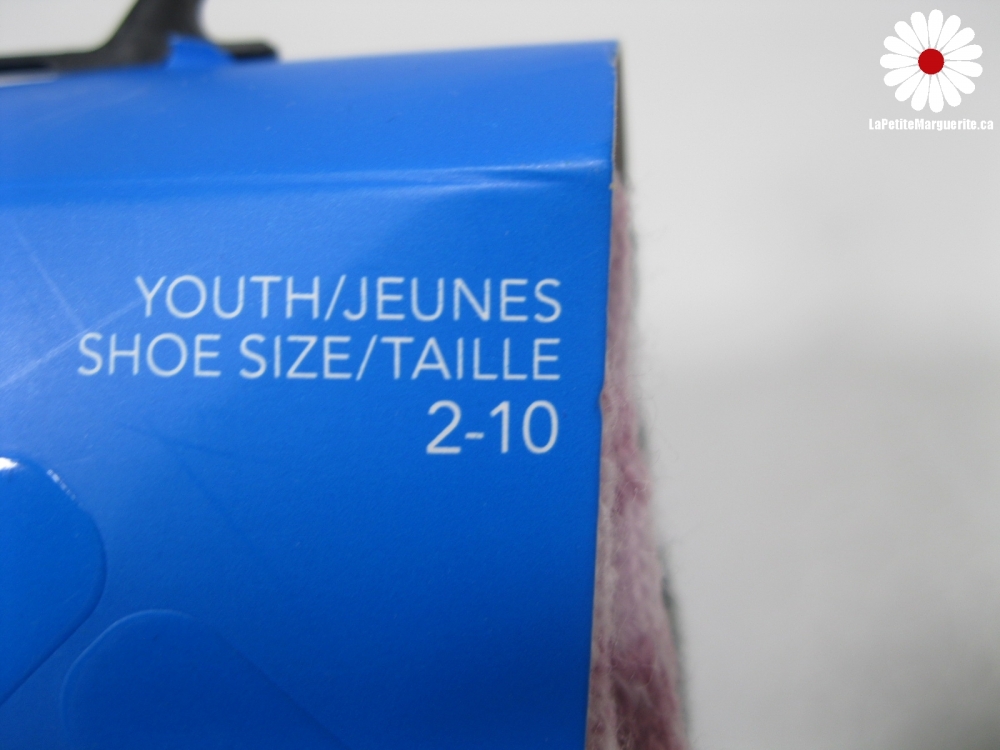 LaPetiteMarguerite.ca
YOUTH/JEUNES
SHOE SIZE/TAILLE
2-10